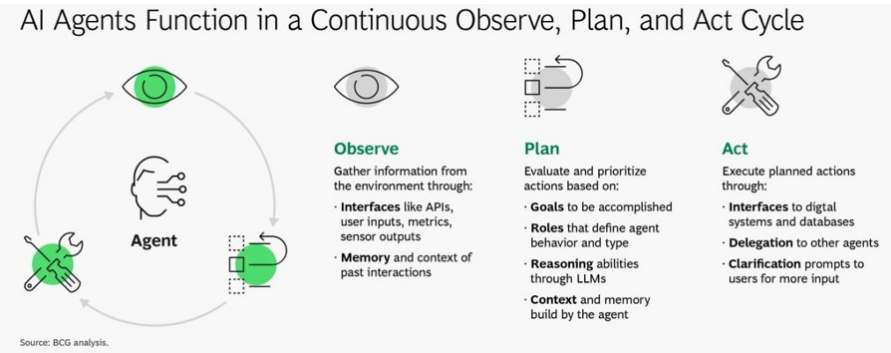 AI Agents Function in a Continuous Observe, Plan, and Act Cycle
Agent
Observe
Gather information from
the environment through:
· Interfaces like APIs,
user inputs, metrics,
sensor outputs
· Memory and context of
past interactions
Plan
Evaluate and prioritize
actions based on:
· Goals to be accomplished
· Roles that define agent
behavior and type
· Reasoning abilities
through LLMs
· Context and memory
build by the agent
Act
Execute planned actions
through:
· Interfaces to digtal
systems and databases
· Delegation to other agents
· Clarification prompts to
users for more input
Source: BCG analysis.